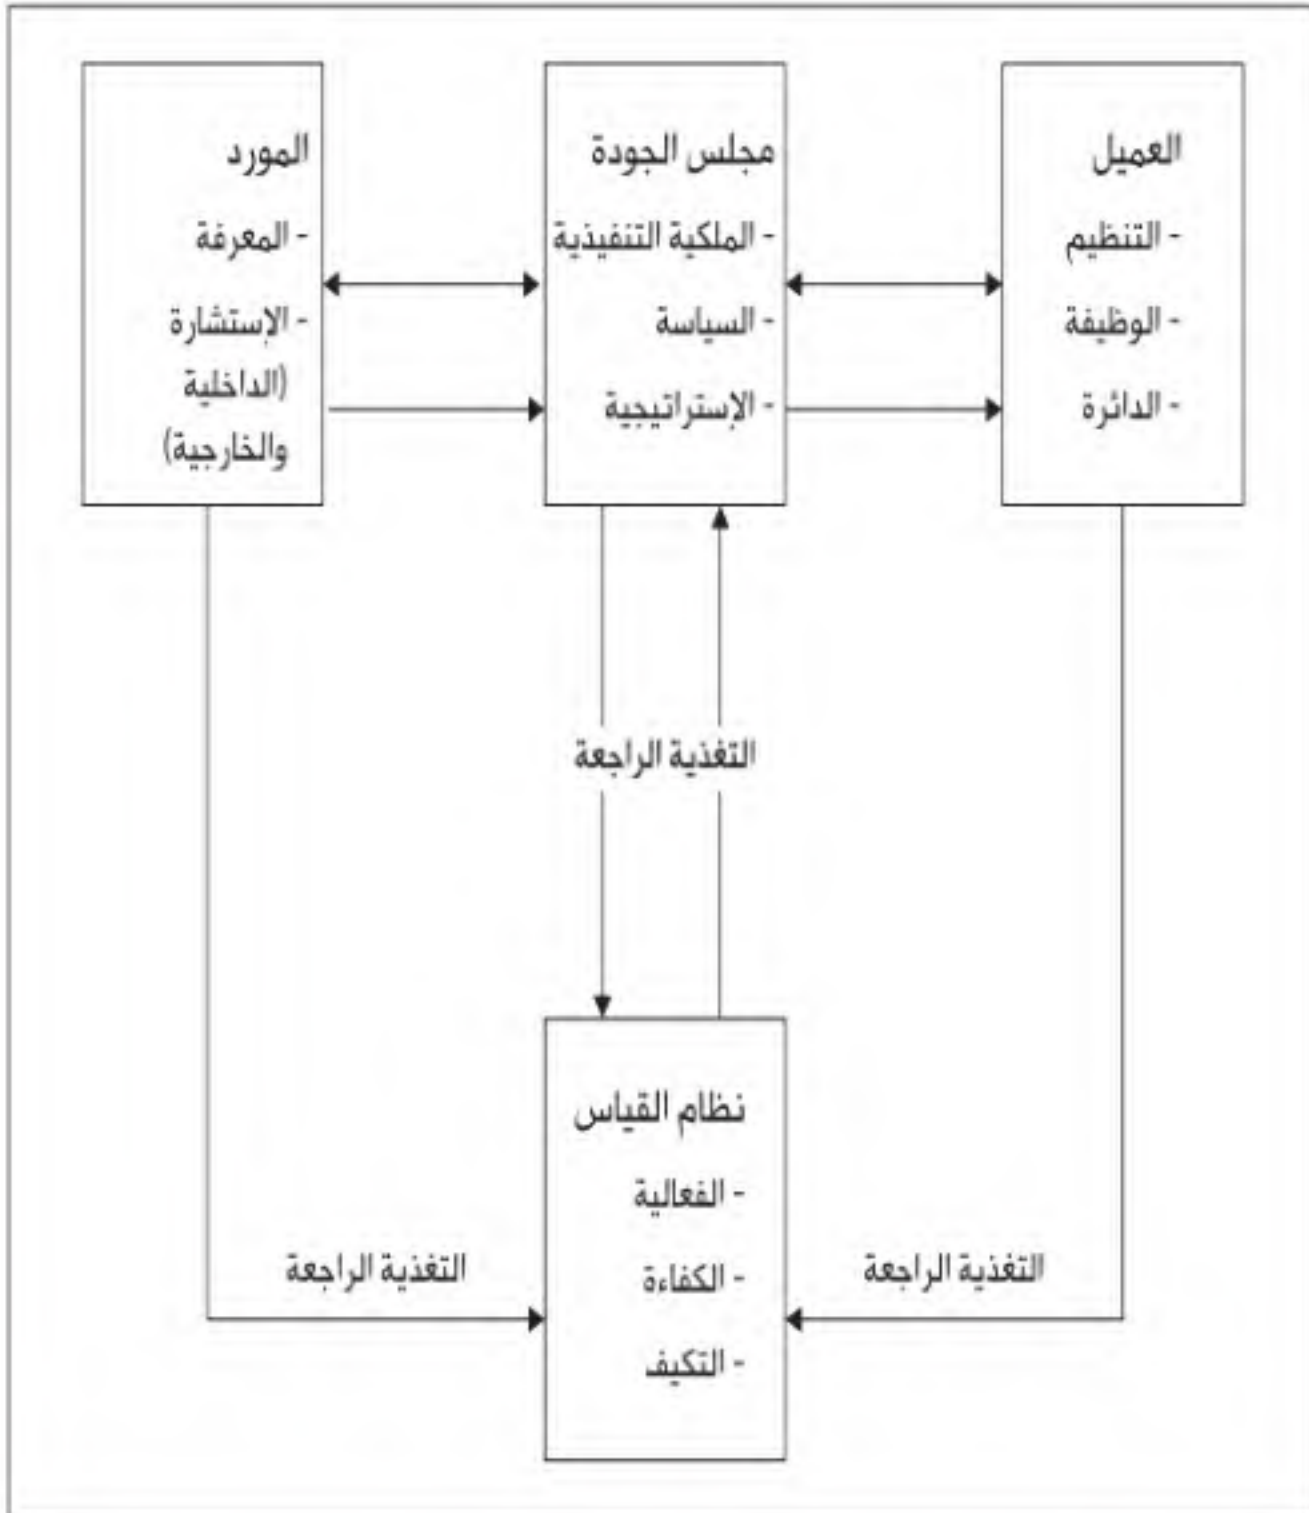 العميل
- التنظيم
- الوظيفة
- الدائرة
مجلس الجودة
- الملكية التنفيذية
- السياسة
- الإستراتيجية
المورد
- المعرفة
- الإستشارة
(الداخلية
والخارجية)
التغذية الراجعة
نظام القياس
- الفعالية
- الكفاءة
- التكيف
التغذية الراجعة
التغذية الراجعة